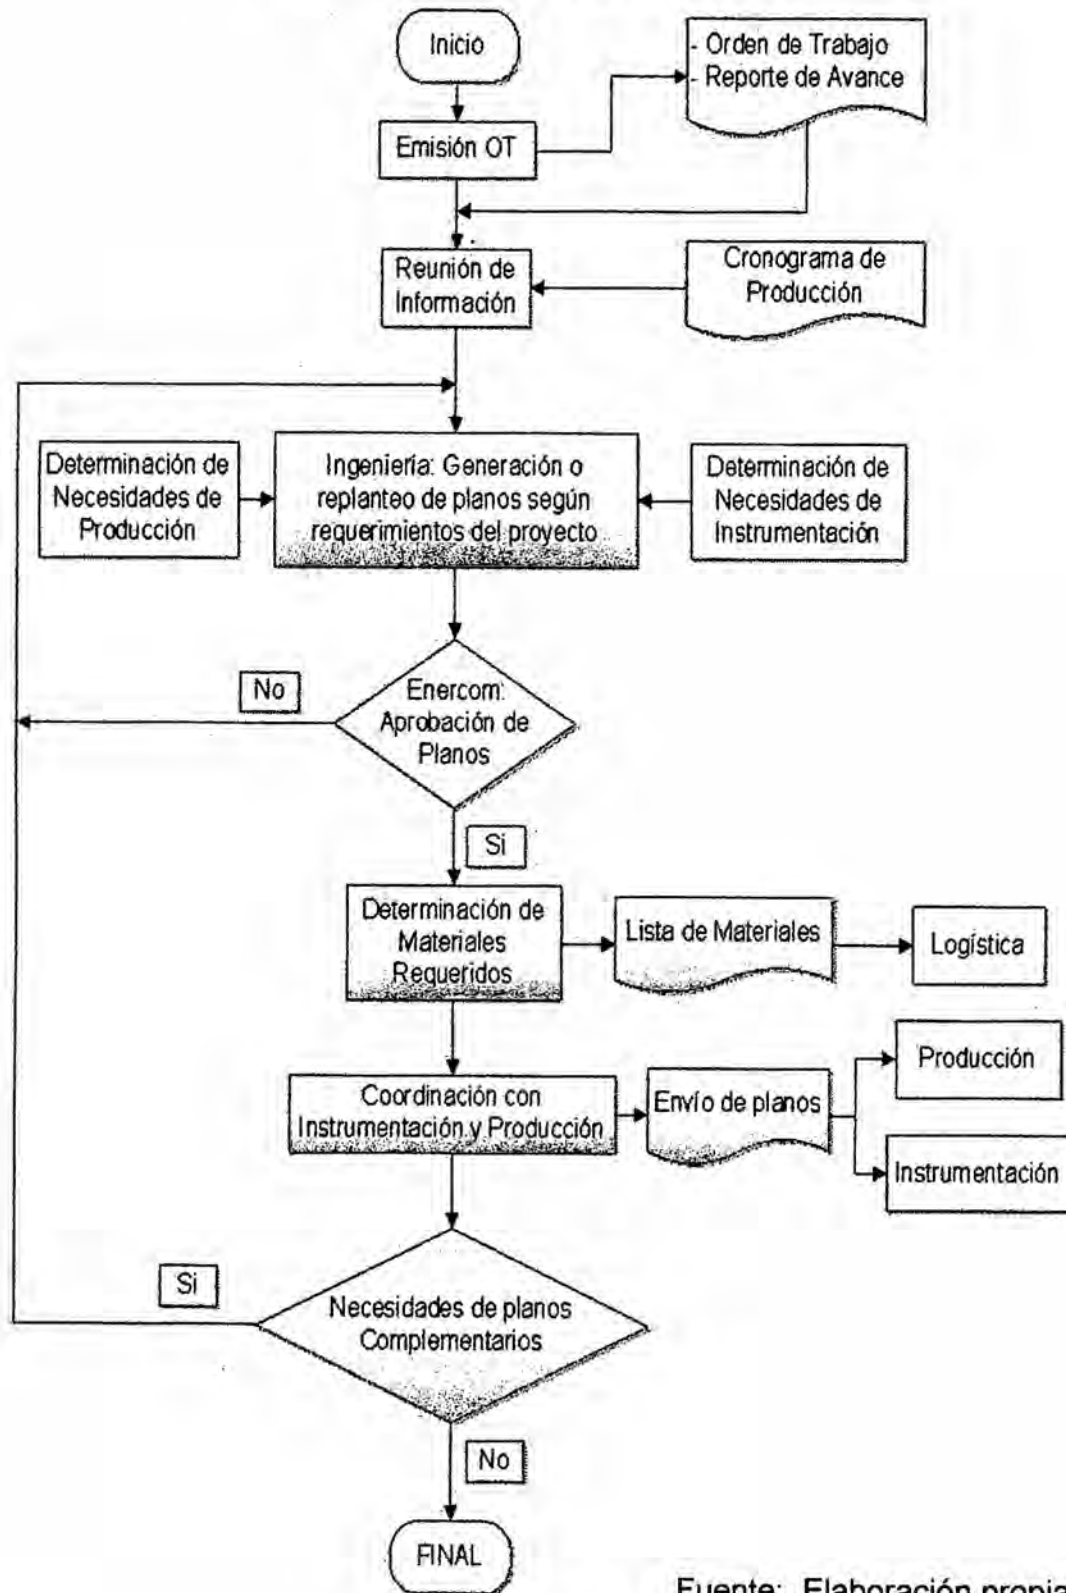 Inicio
- Orden de Trabajo
- Reporte de Avance
Emisión OT
Reunión de
Información
Cronograma de
Producción
Determinación de
Necesidades de
Producción
Ingeniería: Generación o
replanteo de planos según
requerimientos del proyecto
Determinación de
Necesidades de
Instrumentación
No
Enercom:
Aprobación de
Planos
Si
Determinación de
Materiales
Requeridos
Lista de Materiales
Logística
Coordinación con
Instrumentación y Producción
Envío de planos
Producción
Instrumentación
Si
Necesidades de planos
Complementarios
No
FINAL
Fuente: Elaboración propia